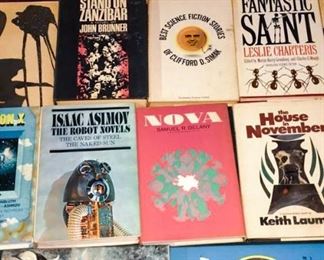 STAND ON
ZANZIBAR
JOHN BRUNNER
BEST SCIENCE FICTION STORIES
OF CLIFFORD D. SIMAK
FANTASTIC
SAINT
LESLIE CHARTERIS
ISAAC ASIMOV
THE ROBOT NOVELS
THE CAVES OF STEEL
THE NAKED SUN
NOVA
SAMUEL R. DELANY
the
House
in
November
Keith Laum